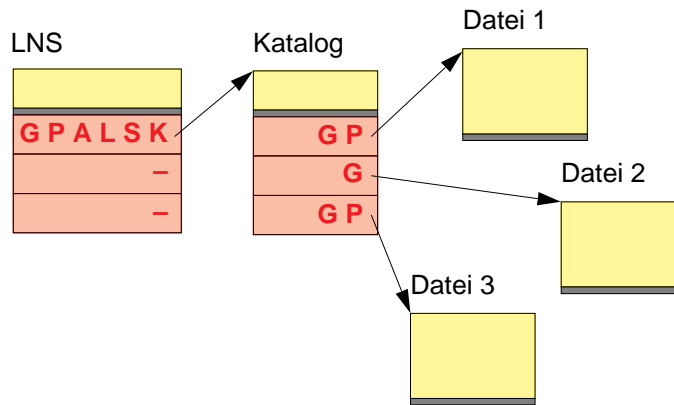 LNS
Katalog
Datei 1
G P A L S K
–
–
G P
G
G P
Datei 2
Datei 3